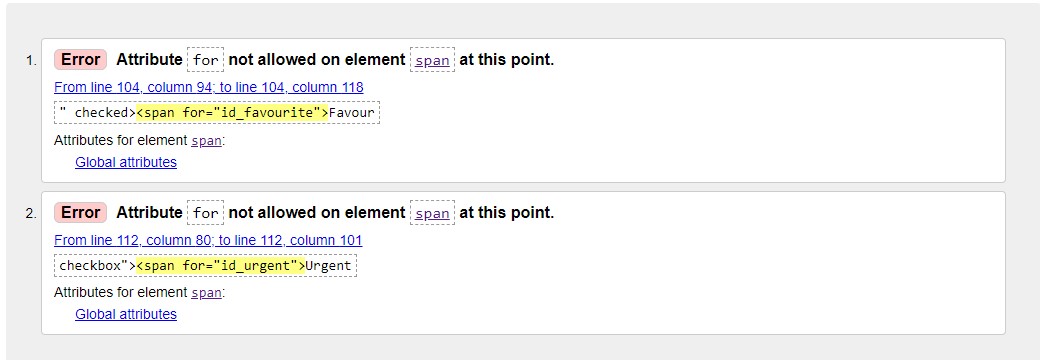 1. Error Attribute for not allowed on element span at this point.
From line 104, column 94; to line 104, column 118
" checked><span for="id_favourite">Favour
Attributes for element span:
Global attributes
2. Error Attribute for not allowed on element span at this point.
From line 112, column 80; to line 112, column 101
checkbox"><span for="id_urgent">Urgent
Attributes for element span:
Global attributes